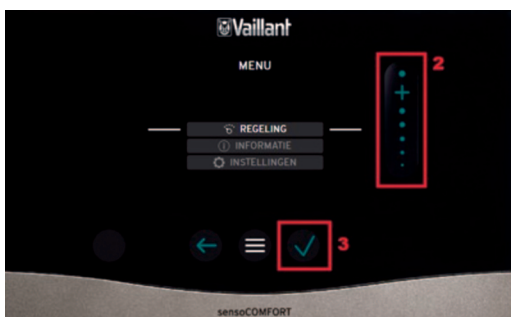 Vaillant
2
MENU
REGELING
INFORMATIE
INSTELLINGEN
3
sensoCOMFORT